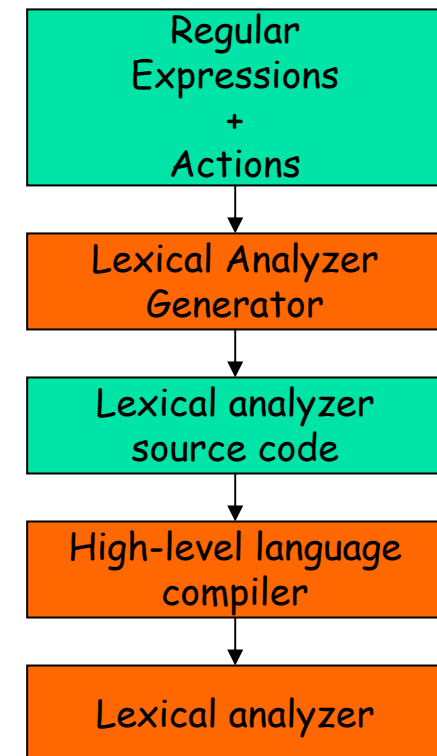 Regular
Expressions
+
Actions
Lexical Analyzer
Generator
Lexical analyzer
source code
High-level language
compiler
Lexical analyzer